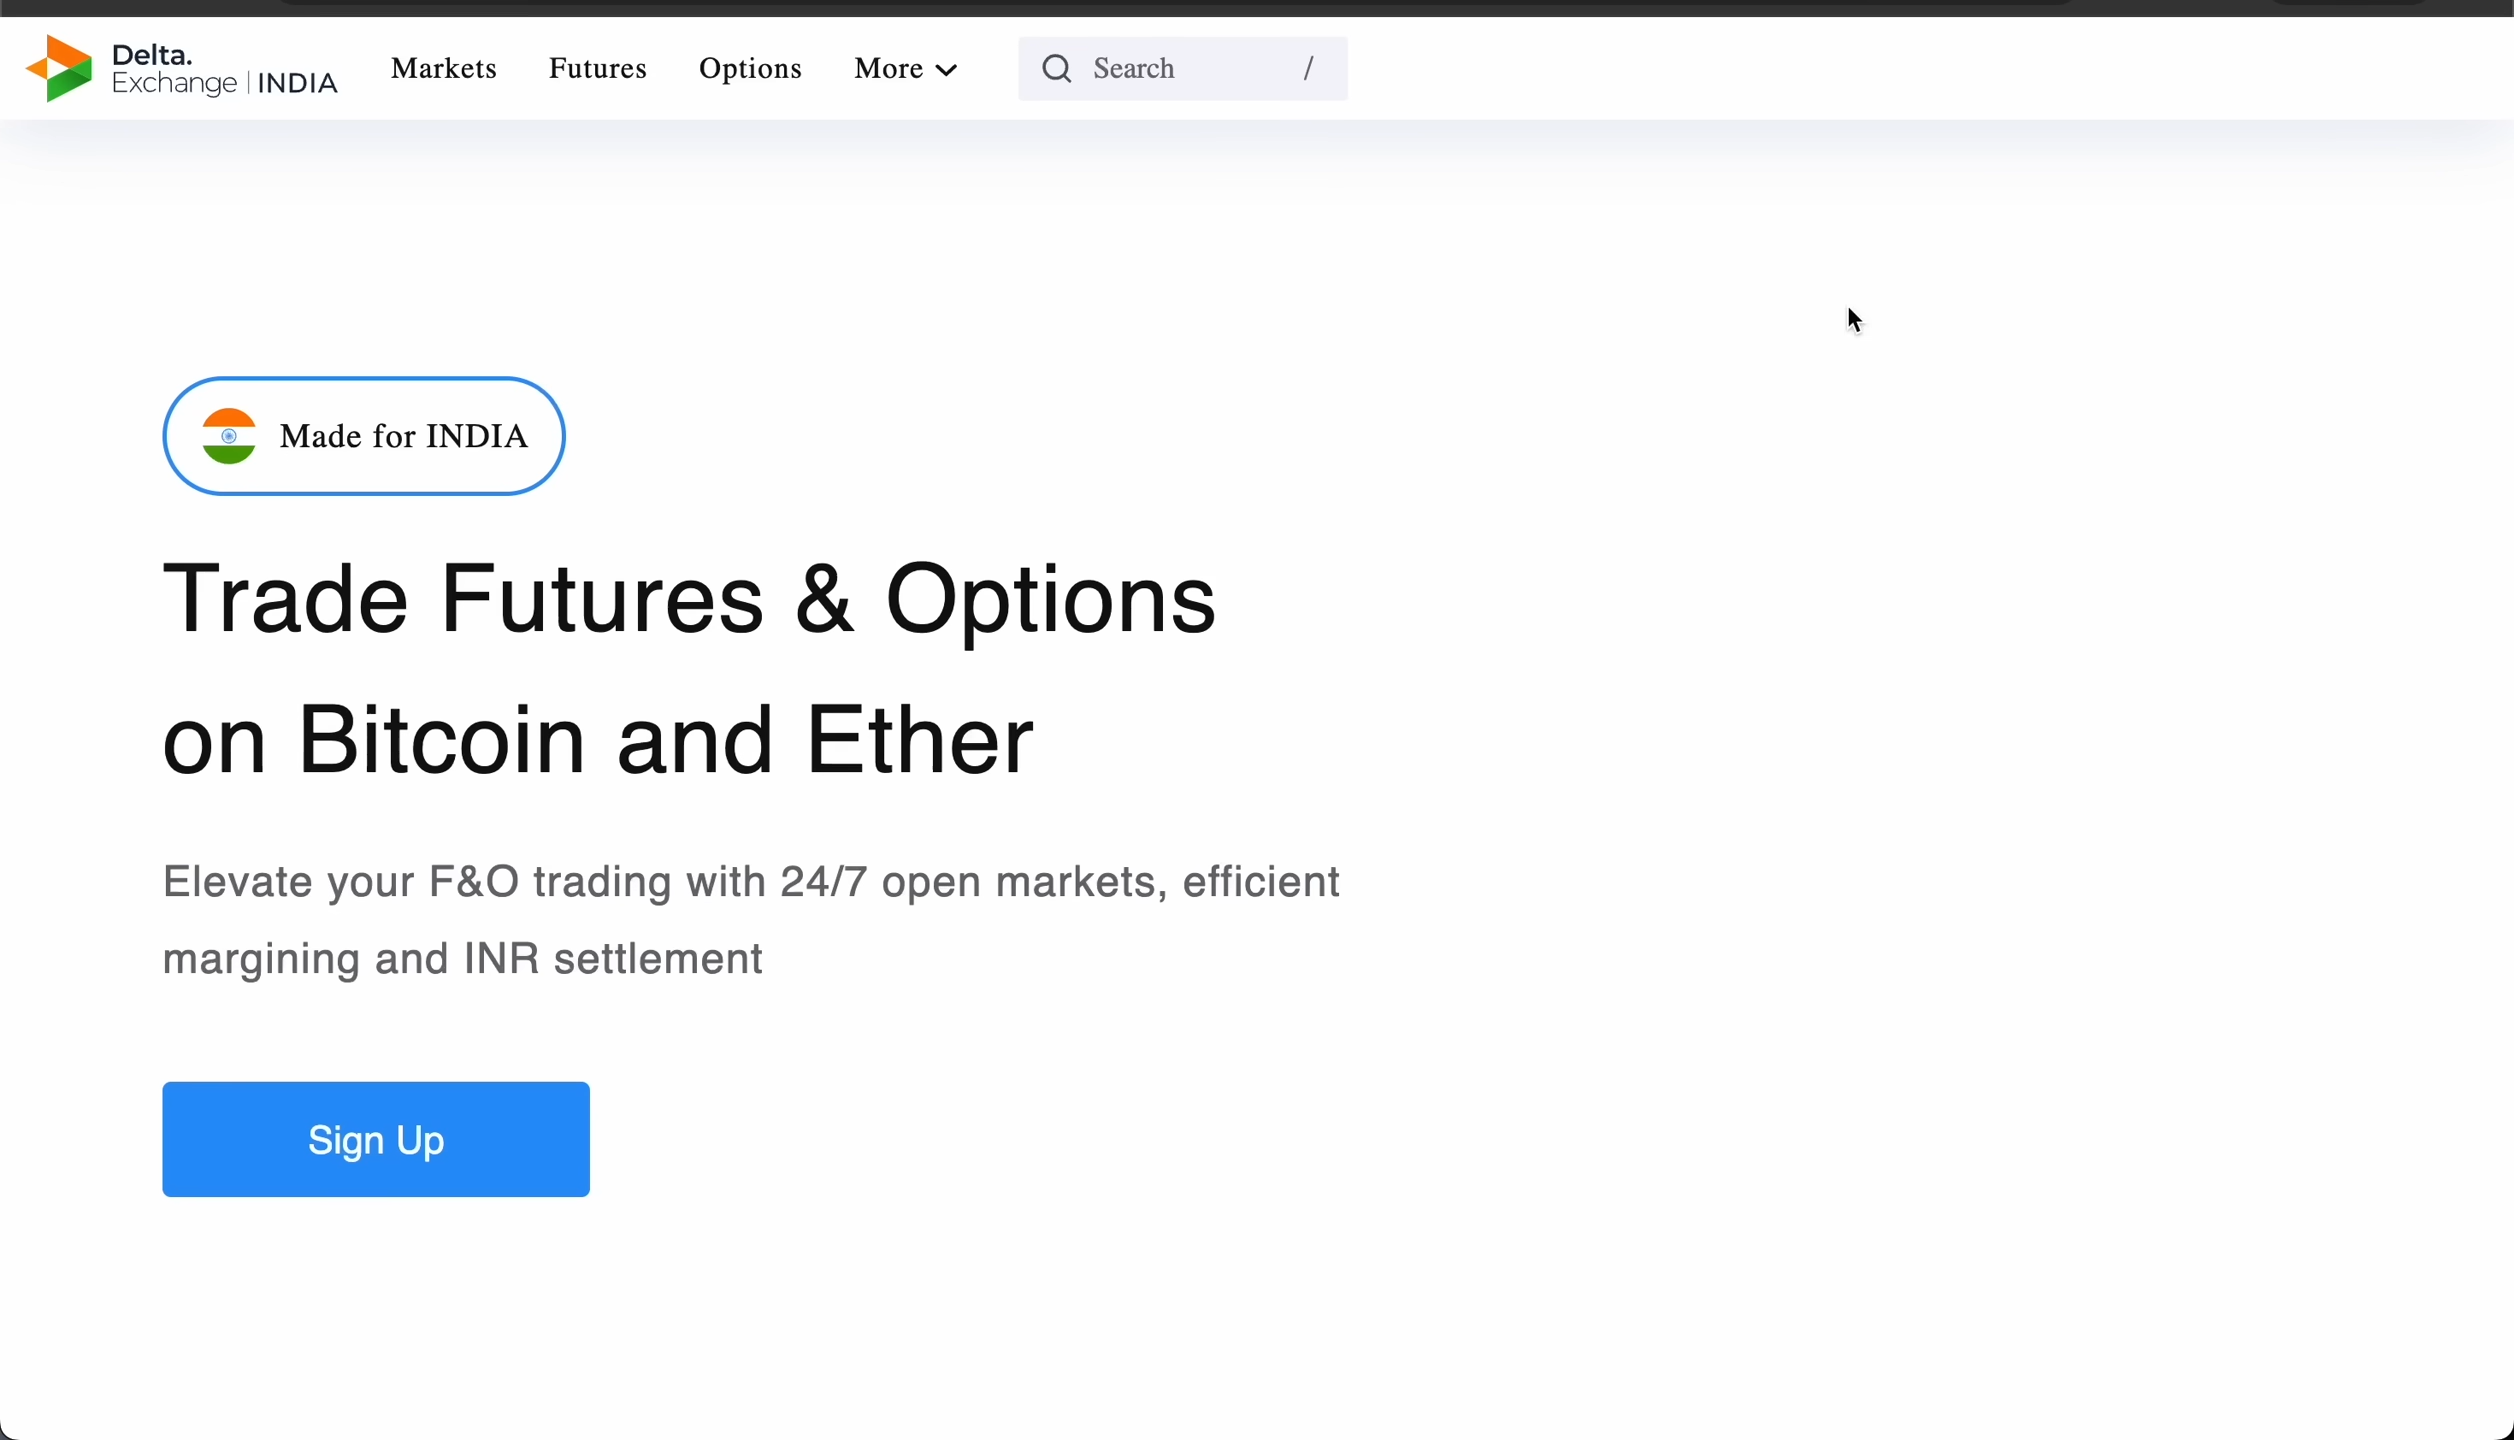 Delta.
Exchange | INDIA
Markets
Futures
Options
More
Search
/
Made for INDIA
Trade Futures & Options
on Bitcoin and Ether
Elevate your F&O trading with 24/7 open markets, efficient
margining and INR settlement
Sign Up